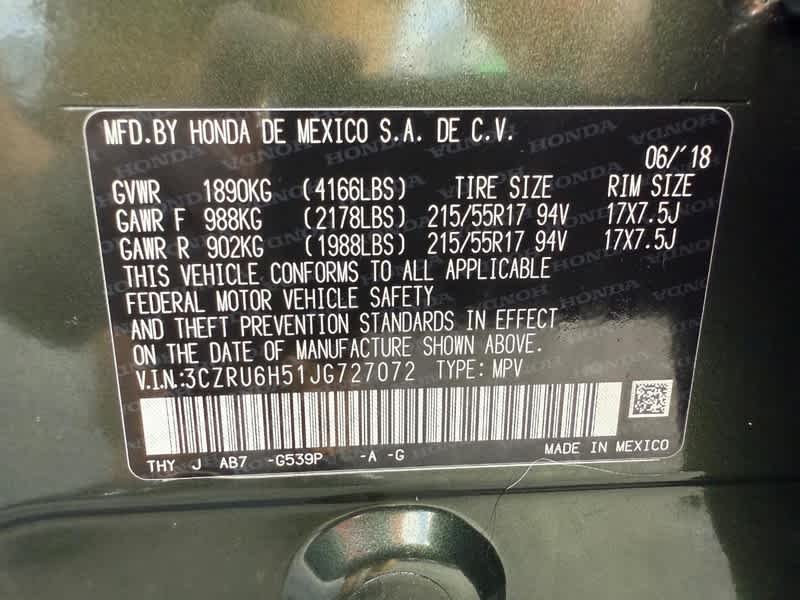 MFD.BY HONDA DE MEXICO S.A. DE C.V.
06/'18
GVWR 1890KG (4166LBS) TIRE SIZE RIM SIZE
GAWR F 988KG (2178LBS) 215/55R17 94V 17X7.5J
GAWR R 902KG (1988LBS) 215/55R17 94V 17X7.5J
THIS VEHICLE CONFORMS TO ALL APPLICABLE
FEDERAL MOTOR VEHICLE SAFETY
AND THEFT PREVENTION STANDARDS IN EFFECT
ON THE DATE OF MANUFACTURE SHOWN ABOVE.
V.I.N.:3CZRU6H51JG727072 TYPE: MPV
THY J AB7 -G539P -A -G MADE IN MEXICO